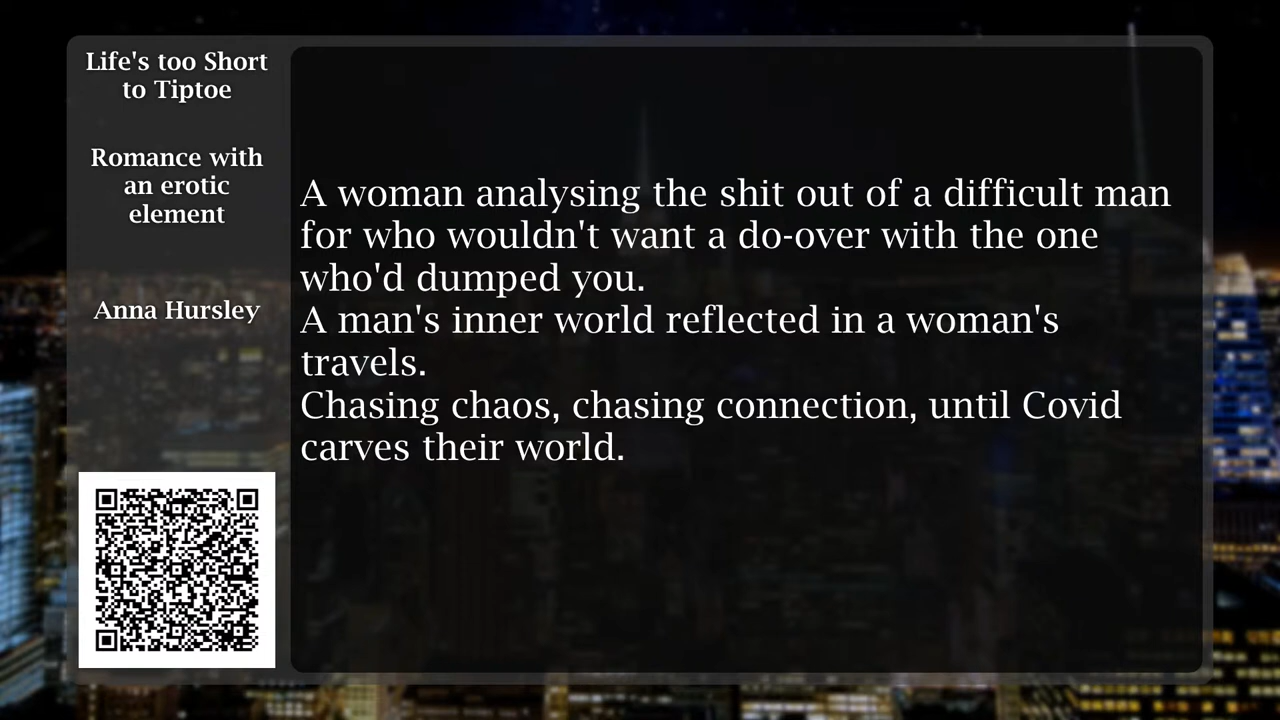 Life's too Short
to Tiptoe
Romance with
an erotic
element
Anna Hursley
A woman analysing the shit out of a difficult man
for who wouldn't want a do-over with the one
who'd dumped you.
A man's inner world reflected in a woman's
travels.
Chasing chaos, chasing connection, until Covid
carves their world.